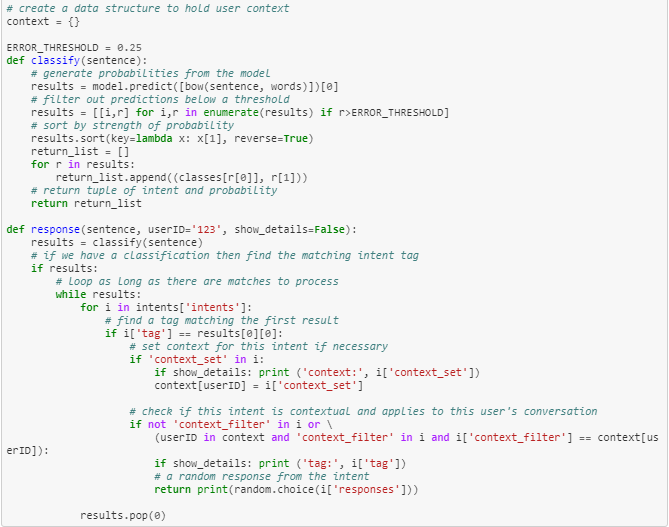 # create a data structure to hold user context
context = {}

ERROR_THRESHOLD = 0.25
def classify(sentence):
    # generate probabilities from the model
    results = model.predict([bow(sentence, words)])[0]
    # filter out predictions below a threshold
    results = [[i,r] for i,r in enumerate(results) if r>ERROR_THRESHOLD]
    # sort by strength of probability
    results.sort(key=lambda x: x[1], reverse=True)
    return_list = []
    for r in results:
        return_list.append((classes[r[0]], r[1]))
    # return tuple of intent and probability
    return return_list

def response(sentence, userID='123', show_details=False):
    results = classify(sentence)
    # if we have a classification then find the matching intent tag
    if results:
        # loop as long as there are matches to process
        while results:
            for i in intents['intents']:
                # find a tag matching the first result
                if i['tag'] == results[0][0]:
                    # set context for this intent if necessary
                    if 'context_set' in i:
                        if show_details: print ('context:', i['context_set'])
                        context[userID] = i['context_set']

                    # check if this intent is contextual and applies to this user's conversation
                    if not 'context_filter' in i or \
                        (userID in context and 'context_filter' in i and i['context_filter'] == context[us
erID]):
                        if show_details: print ('tag:', i['tag'])
                        # a random response from the intent
                        return print(random.choice(i['responses']))

            results.pop(0)